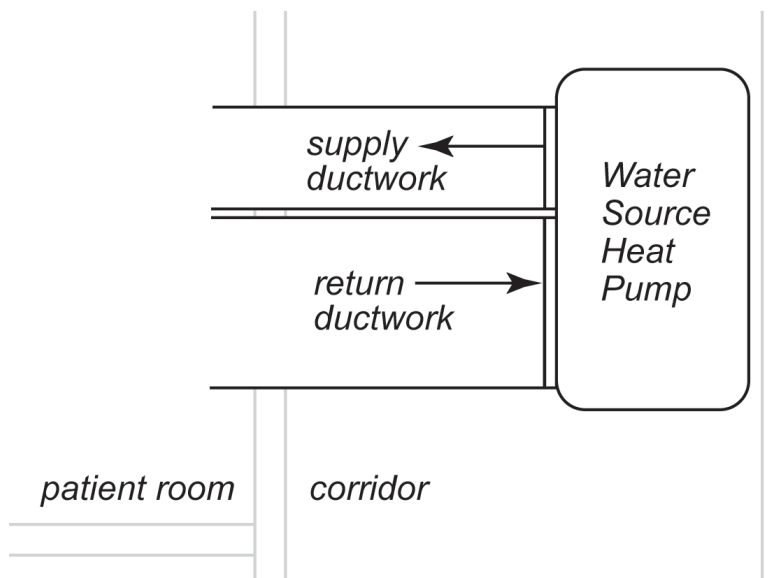 supply
ductwork
return
ductwork
Water
Source
Heat
Pump
patient room
corridor